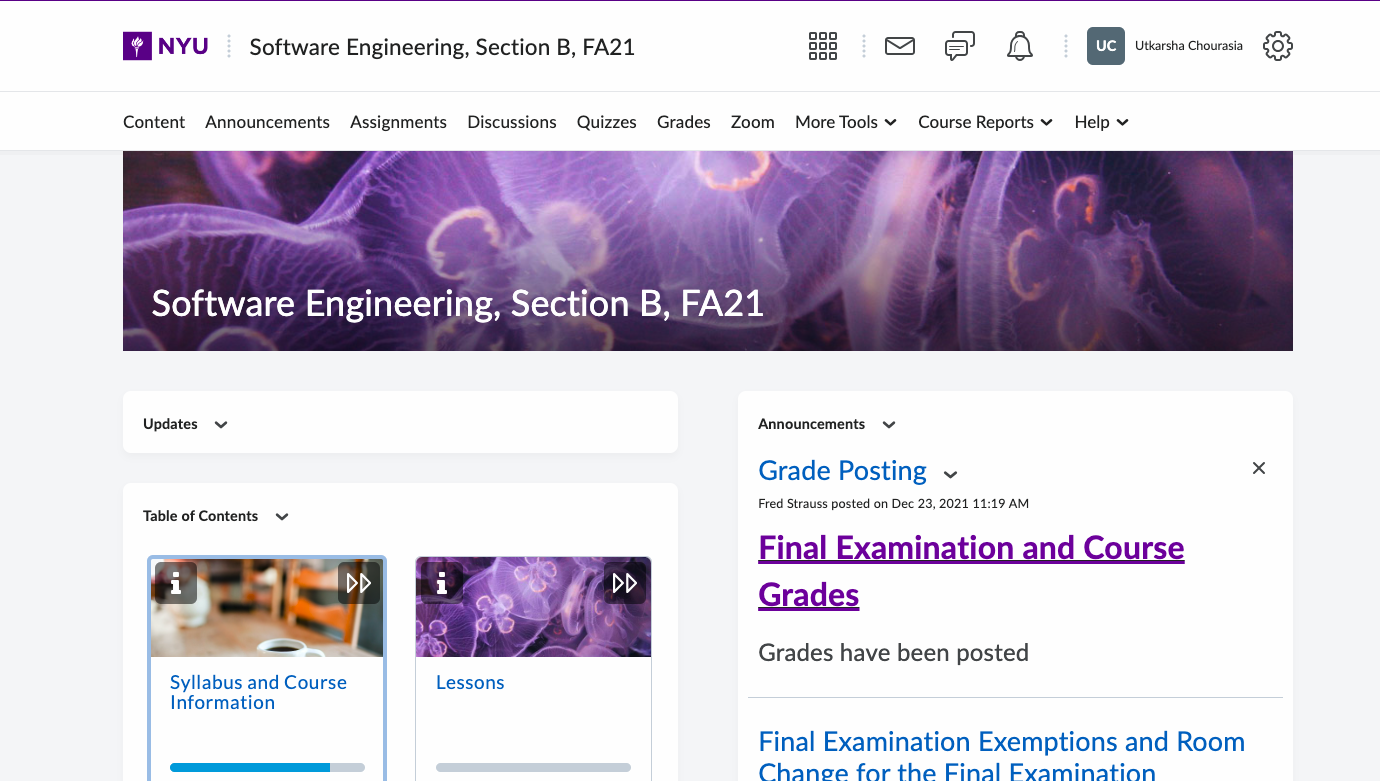 NYU
Software Engineering, Section B, FA21
UC
Utkarsha Chourasia
Content
Announcements
Assignments
Discussions
Quizzes
Grades
Zoom
More Tools
Course Reports
Help
Software Engineering, Section B, FA21
Updates
Table of Contents
Syllabus and Course
Information
Lessons
Announcements
Grade Posting
Fred Strauss posted on Dec 23, 2021 11:19 AM
Final Examination and Course
Grades
Grades have been posted
Final Examination Exemptions and Room
Change for the Final Examination